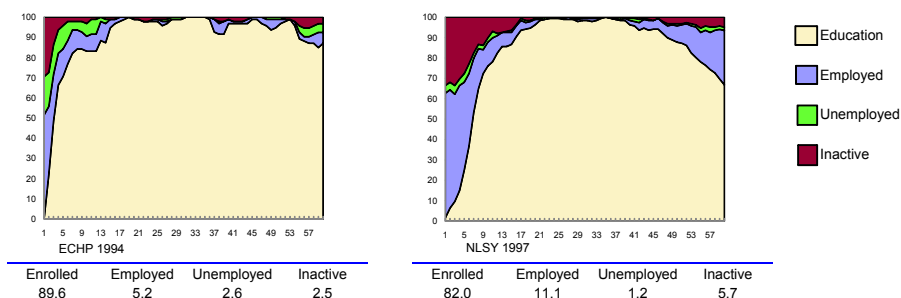 100
90
80
70
60
50
40
30
20
10
0
1 5 9 13 17 21 25 29 33 37 41 45 49 53 57
ECHP 1994
Enrolled Employed Unemployed Inactive
89.6 5.2 2.6 2.5
100
90
80
70
60
50
40
30
20
10
0
1 5 9 13 17 21 25 29 33 37 41 45 49 53 57
NLSY 1997
Enrolled Employed Unemployed Inactive
82.0 11.1 1.2 5.7
Education
Employed
Unemployed
Inactive